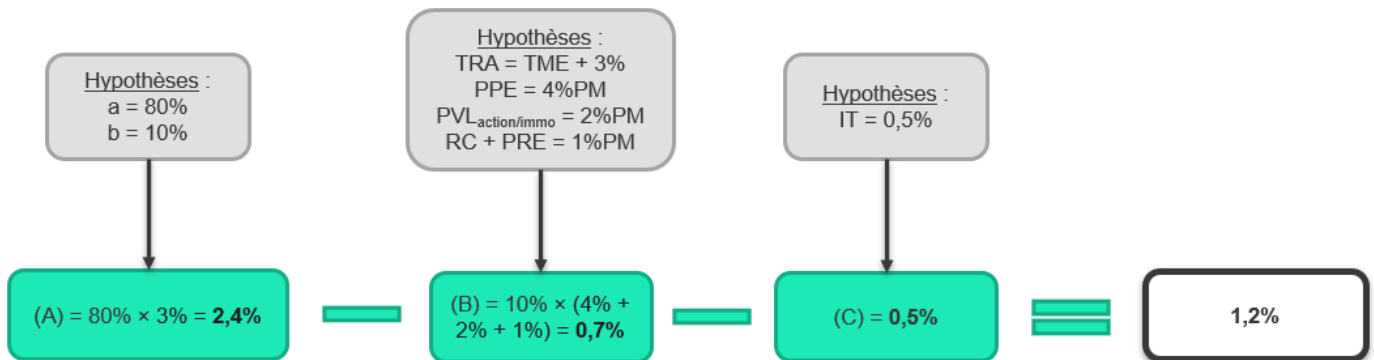 Hypothèses :
a = 80%
b = 10%
Hypothèses :
TRA = TME + 3%
PPE = 4%PM
PVLaction/immo = 2%PM
RC + PRE = 1%PM
Hypothèses :
IT = 0,5%
(A) = 80% × 3% = 2,4%
(B) = 10% × (4% +
2% + 1%) = 0,7%
(C) = 0,5%
1,2%